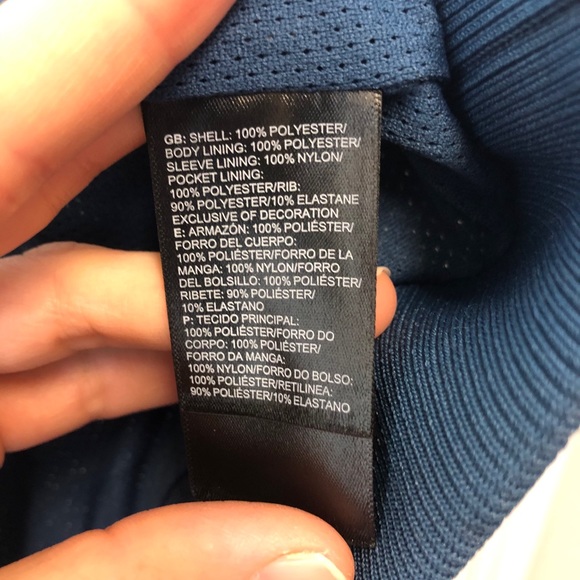 GB: SHELL: 100% POLYESTER/
BODY LINING: 100% POLYESTER/
SLEEVE LINING: 100% NYLON/
POCKET LINING:
100% POLYESTER/RIB:
90% POLYESTER/10% ELASTANE
EXCLUSIVE OF DECORATION
E: ARMAZÓN: 100% POLIÉSTER/
FORRO DEL CUERPO:
100% POLIÉSTER/FORRO DE LA
MANGA: 100% NYLON/FORRO
DEL BOLSILLO: 100% POLIÉSTER/
RIBETE: 90% POLIÉSTER/
10% ELASTANO
P: TECIDO PRINCIPAL:
100% POLIÉSTER/FORRO DO
CORPO: 100% POLIÉSTER/
FORRO DA MANGA:
100% NYLON/FORRO DO BOLSO:
100% POLIÉSTER/RETILINEA:
90% POLIÉSTER/10% ELASTANO